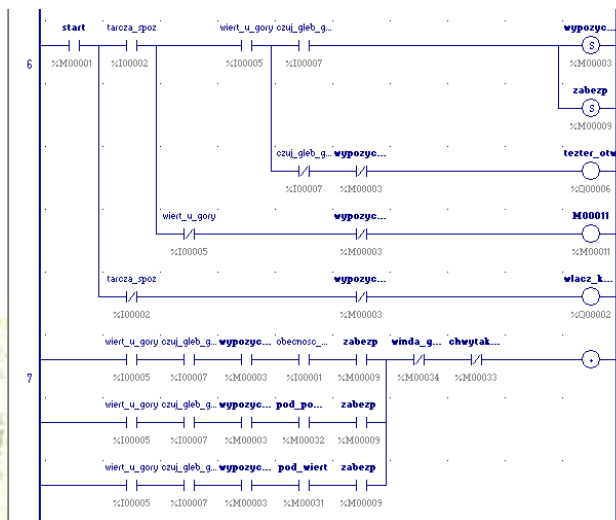 start tarcza_spoz wiert_u_gory czuj_gleb_g... wypozyc...
6 %M00001 %I00002 %I00005 %I00007 S %M00003
zabezp
S
%M00009
czuj_gleb_g... wypozyc... tezter_otw
%I00007 %M00003 %Q00006
wiert_u_gory wypozyc... M00011
%I00005 %M00003 %M00011
tarcza_spoz wypozyc... wlacz_k...
%I00002 %M00003 %Q00002
wiert_u_gory czuj_gleb_g... wypozyc... obecnosc_... zabezp winda_g... chwytak...
7 %I00005 %I00007 %M00003 %I00001 %M00009 %M00034 %M00033
wiert_u_gory czuj_gleb_g... wypozyc... pod_po... zabezp
%I00005 %I00007 %M00003 %M00032 %M00009
wiert_u_gory czuj_gleb_g... wypozyc... pod_wiert zabezp
%I00005 %I00007 %M00003 %M00031 %M00009